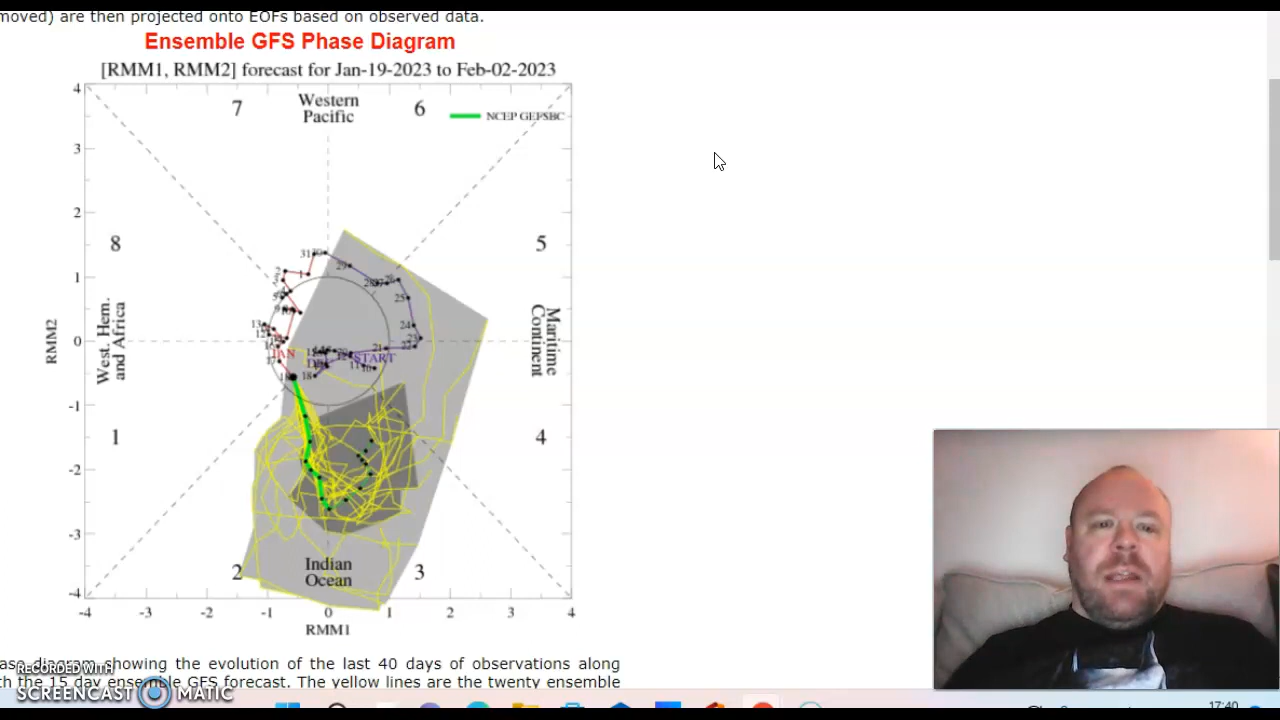 moved) are then projected onto EOFs based on observed data.
Ensemble GFS Phase Diagram
[RMM1, RMM2] forecast for Jan-19-2023 to Feb-02-2023
4
7
Western
Pacific
6
NCEP GEFSBC
3
2
8
5
1
RMM2
0
West. Hem.
and Africa
Maritime
Continent
JAN
START
-1
1
4
-2
-3
2
Indian
Ocean
3
-4
-4 -3 -2 -1 0 1 2 3 4
RMM1
diagram showing the evolution of the last 40 days of observations along
the 15 day ensemble GFS forecast. The yellow lines are the twenty ensemble
RECORDED WITH
SCREENCAST MATIC
17:40